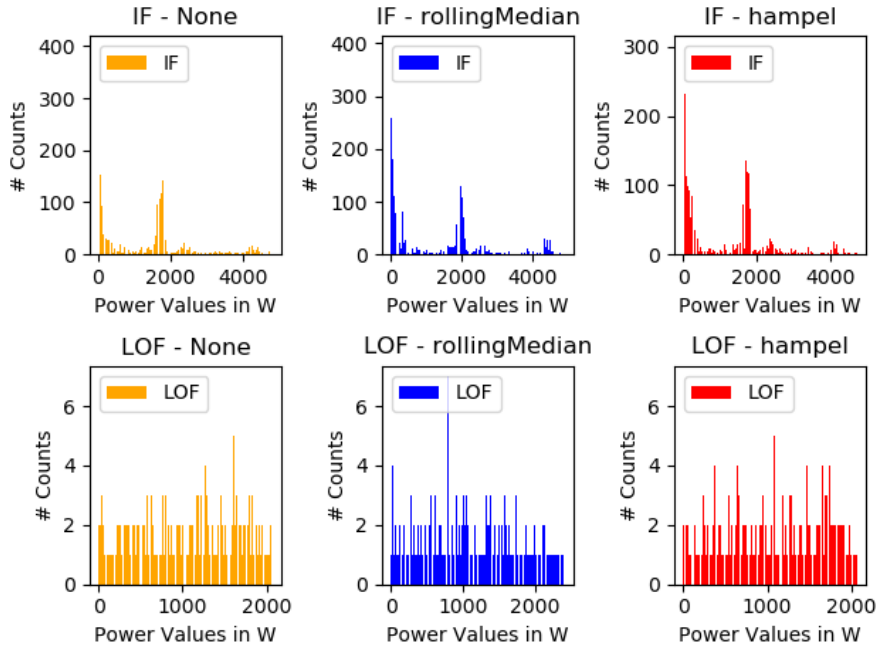 IF - None
IF - rollingMedian
IF - hampel
400
300
200
100
0
# Counts
IF
0
2000
4000
Power Values in W
400
300
200
100
0
# Counts
IF
0
2000
4000
Power Values in W
300
200
100
0
# Counts
IF
0
2000
4000
Power Values in W
LOF - None
LOF - rollingMedian
LOF - hampel
6
4
2
0
# Counts
LOF
0
1000
2000
Power Values in W
6
4
2
0
# Counts
LOF
0
1000
2000
Power Values in W
6
4
2
0
# Counts
LOF
0
1000
2000
Power Values in W